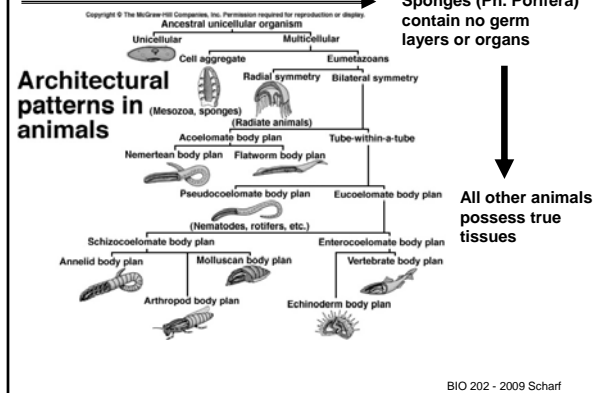 Sponges (Ph. Porifera)
contain no germ
layers or organs
Copyright © The McGraw-Hill Companies, Inc. Permission required for reproduction or display.
Ancestral unicellular organism
Unicellular
Multicellular
Cell aggregate
Eumetazoans
Radial symmetry
Bilateral symmetry
Architectural
patterns in
animals
(Mesozoa, sponges)
(Radiate animals)
Acoelomate body plan
Tube-within-a-tube
Nemertean body plan
Flatworm body plan
Pseudocoelomate body plan
Eucoelomate body plan
All other animals
possess true
tissues
(Nematodes, rotifers, etc.)
Schizocoelomate body plan
Enterocoelomate body plan
Annelid body plan
Molluscan body plan
Vertebrate body plan
Arthropod body plan
Echinoderm body plan
BIO 202 - 2009 Scharf